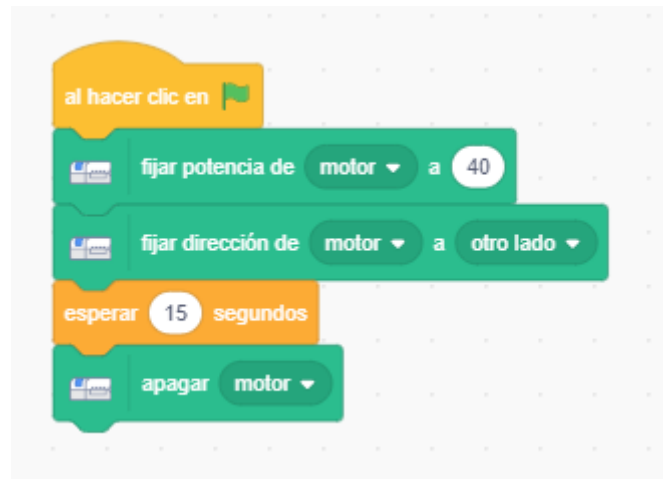 al hacer clic en
fijar potencia de motor a 40
fijar dirección de motor a otro lado
esperar 15 segundos
apagar motor